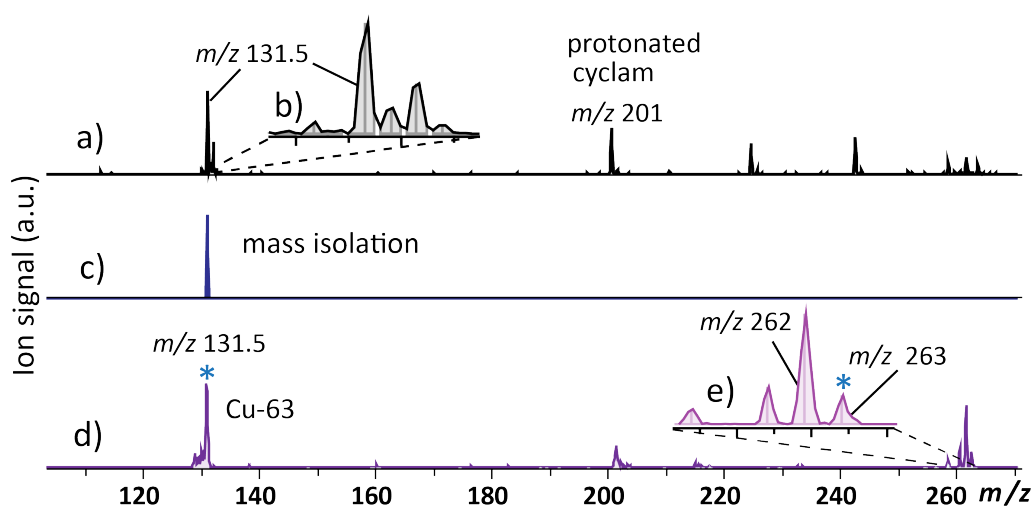 protonated
cyclam
m/z 201
m/z 131.5
b)
a)
Ion signal (a.u.)
mass isolation
c)
m/z 131.5
*
Cu-63
d)
m/z 262
m/z 263
*
e)
120 140 160 180 200 220 240 260 m/z